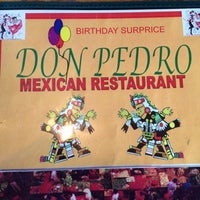 BIRTHDAY SURPRICE
DON PEDRO
MEXICAN RESTAURANT